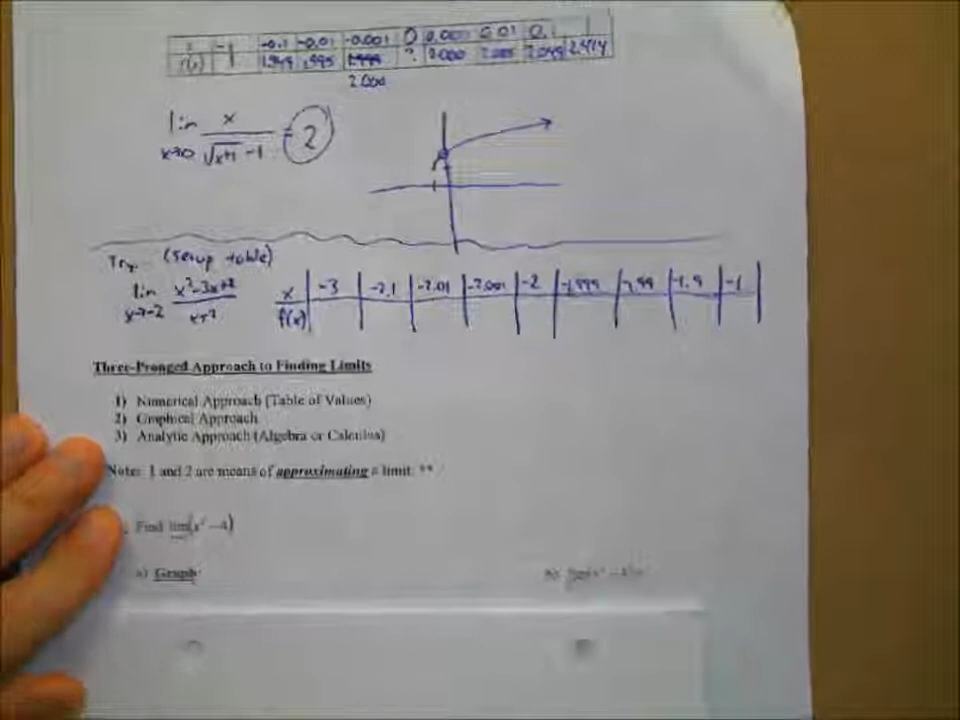 x -1 -0.1 -0.01 -0.001 0 0.001 0.01 0.1 1
f(x) 1.949 1.995 1.999 ? 2.000 2.005 2.049 2.414
2.000
lim x→0 x/(√(x+1) -1) = 2
Try (setup table)
lim x→-2 x²-3x+2/x+2
x -3 -2.1 -2.01 -2.001 -2 -1.999 -1.99 -1.9 -1
f(x)
Three-Pronged Approach to Finding Limits
1) Numerical Approach (Table of Values)
2) Graphical Approach
3) Analytic Approach (Algebra or Calculus)
Note: 1 and 2 are means of approximating a limit. **
Find lim(x² -4)
a) Graph: